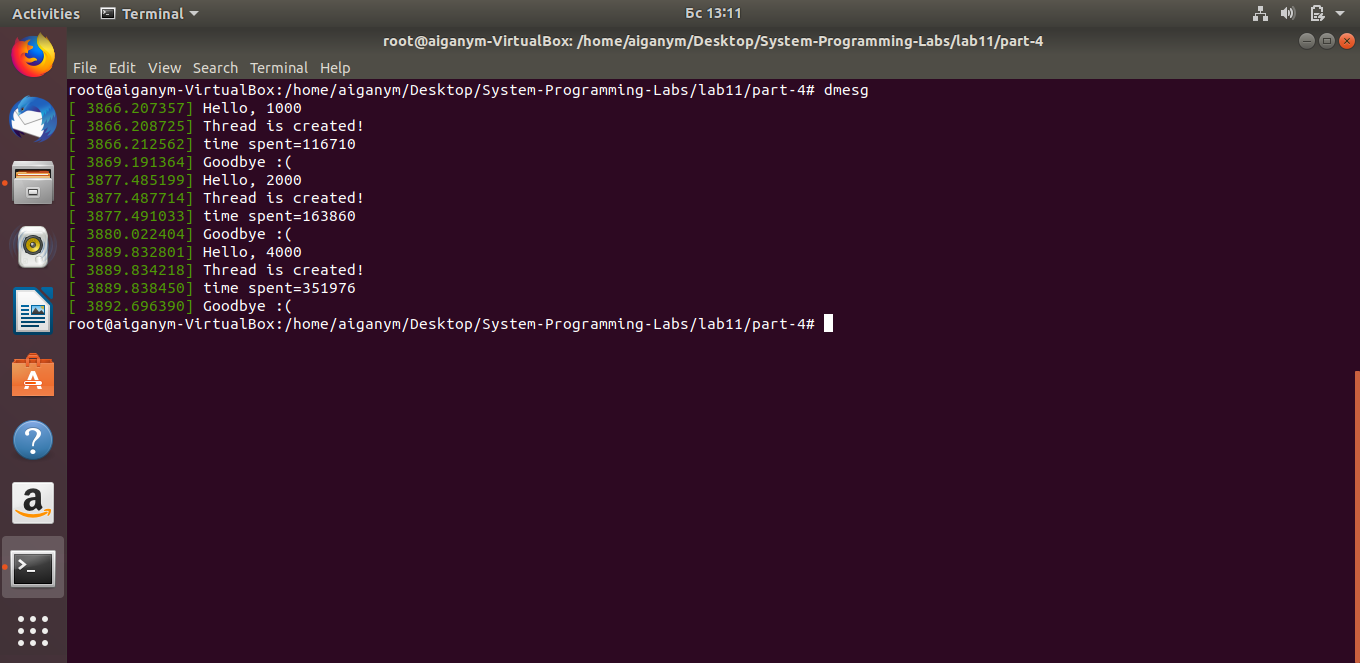 Activities Terminal Бс 13:11
root@aiganym-VirtualBox: /home/aiganym/Desktop/System-Programming-Labs/lab11/part-4
File Edit View Search Terminal Help
root@aiganym-VirtualBox:/home/aiganym/Desktop/System-Programming-Labs/lab11/part-4# dmesg
[ 3866.207357] Hello, 1000
[ 3866.208725] Thread is created!
[ 3866.212562] time spent=116710
[ 3869.191364] Goodbye :(
[ 3877.485199] Hello, 2000
[ 3877.487714] Thread is created!
[ 3877.491033] time spent=163860
[ 3880.022404] Goodbye :(
[ 3889.832801] Hello, 4000
[ 3889.834218] Thread is created!
[ 3889.838450] time spent=351976
[ 3892.696390] Goodbye :(
root@aiganym-VirtualBox:/home/aiganym/Desktop/System-Programming-Labs/lab11/part-4#